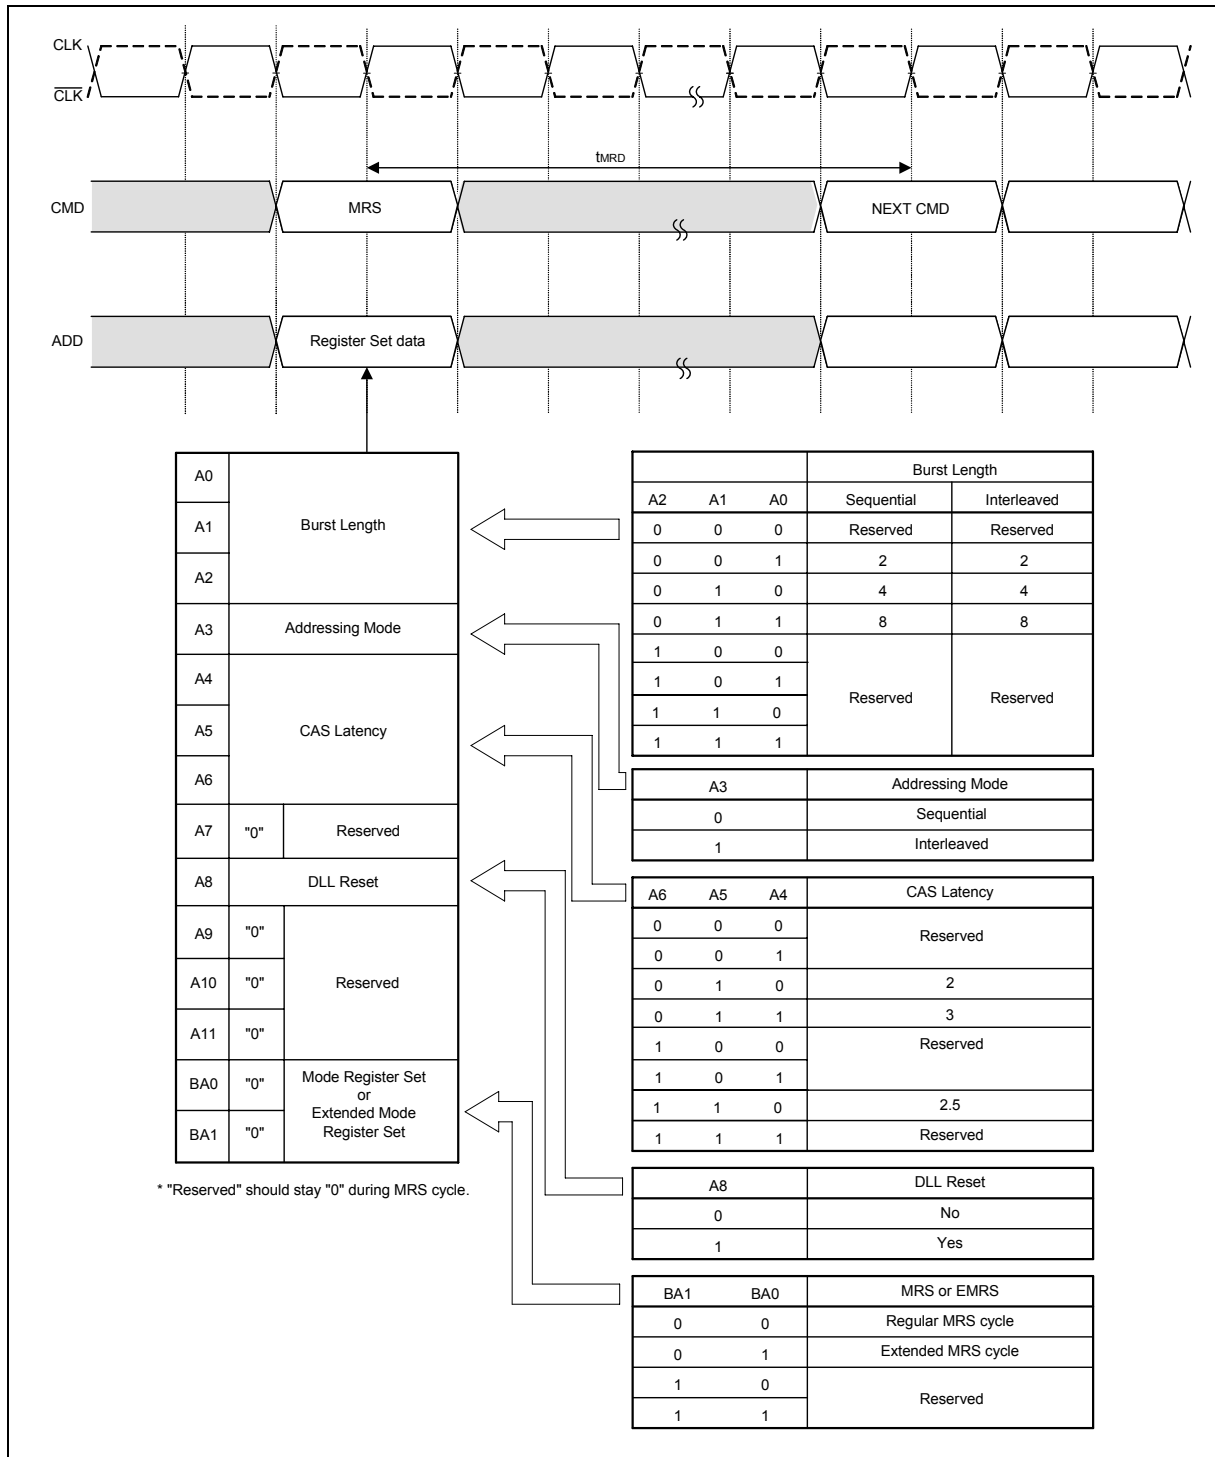 CLK
CLK
tMRD
CMD MRS NEXT CMD
ADD Register Set data
A0
A1 Burst Length
A2
A3 Addressing Mode
A4
A5 CAS Latency
A6
A7 "0" Reserved
A8 DLL Reset
A9 "0"
A10 "0" Reserved
A11 "0"
BA0 "0" Mode Register Set
or
Extended Mode
BA1 "0" Register Set
* "Reserved" should stay "0" during MRS cycle.
Burst Length
A2 A1 A0 Sequential Interleaved
0 0 0 Reserved Reserved
0 0 1 2 2
0 1 0 4 4
0 1 1 8 8
1 0 0
1 0 1
Reserved Reserved
1 1 0
1 1 1
A3 Addressing Mode
0 Sequential
1 Interleaved
A6 A5 A4 CAS Latency
0 0 0
Reserved
0 0 1
0 1 0 2
0 1 1 3
1 0 0 Reserved
1 0 1
1 1 0 2.5
1 1 1 Reserved
A8 DLL Reset
0 No
1 Yes
BA1 BA0 MRS or EMRS
0 0 Regular MRS cycle
0 1 Extended MRS cycle
1 0
Reserved
1 1